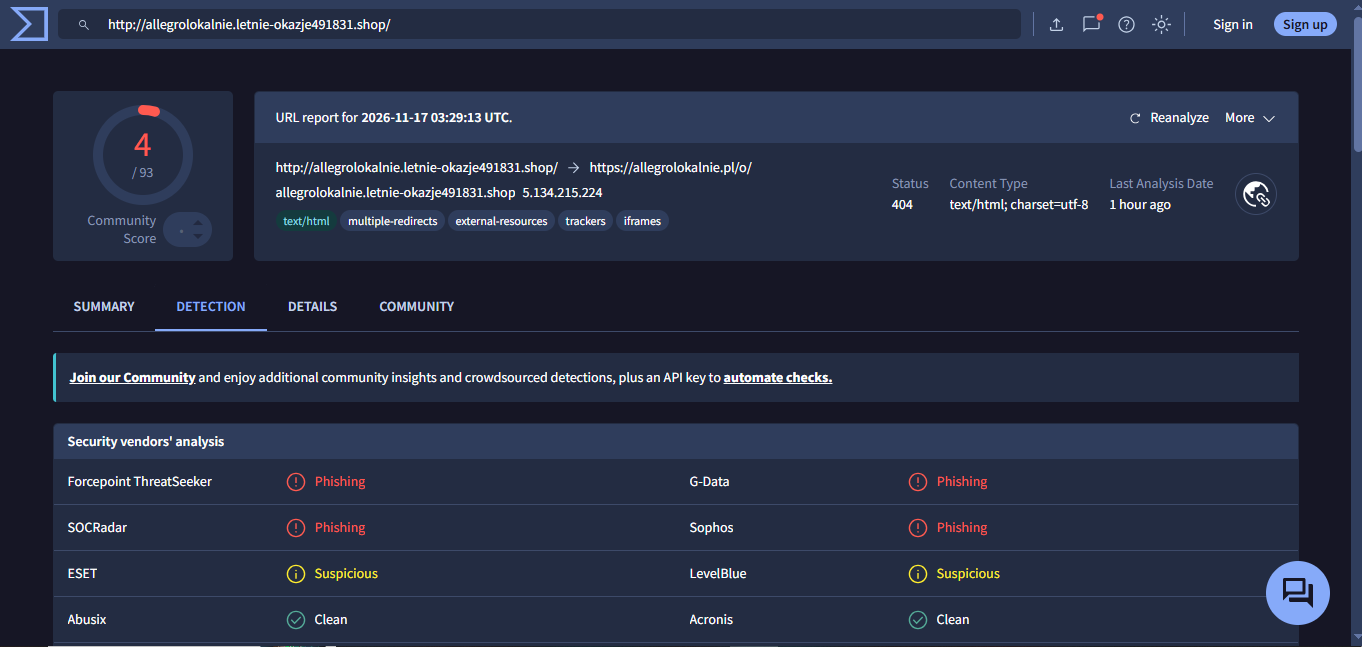 http://allegrolokalnie.letnie-okazje491831.shop/
Sign in
Sign up
4
/ 93
Community
Score
URL report for 2026-11-17 03:29:13 UTC.
Reanalyze
More
http://allegrolokalnie.letnie-okazje491831.shop/ → https://allegrolokalnie.pl/o/
allegrolokalnie.letnie-okazje491831.shop 5.134.215.224
text/html multiple-redirects external-resources trackers iframes
Status
404
Content Type
text/html; charset=utf-8
Last Analysis Date
1 hour ago
SUMMARY DETECTION DETAILS COMMUNITY
Join our Community and enjoy additional community insights and crowdsourced detections, plus an API key to automate checks.
Security vendors' analysis
Forcepoint ThreatSeeker Phishing G-Data Phishing
SOCRadar Phishing Sophos Phishing
ESET Suspicious LevelBlue Suspicious
Abusix Clean Acronis Clean